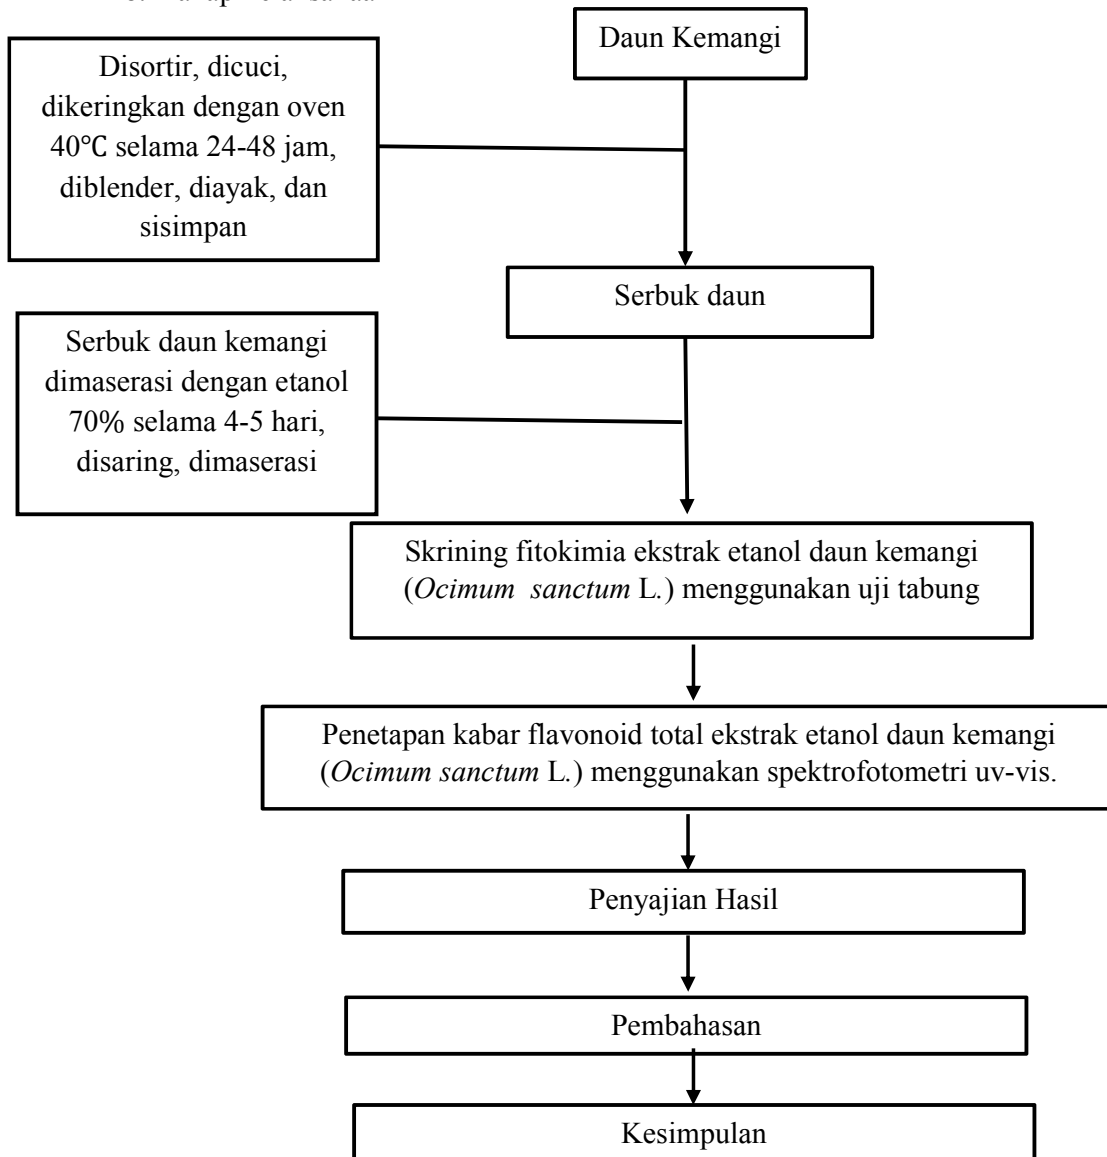 Daun Kemangi
Disortir, dicuci,
dikeringkan dengan oven
40℃ selama 24-48 jam,
diblender, diayak, dan
sisimpan
Serbuk daun
Serbuk daun kemangi
dimaserasi dengan etanol
70% selama 4-5 hari,
disaring, dimaserasi
Skrining fitokimia ekstrak etanol daun kemangi
(Ocimum sanctum L.) menggunakan uji tabung
Penetapan kabar flavonoid total ekstrak etanol daun kemangi
(Ocimum sanctum L.) menggunakan spektrofotometri uv-vis.
Penyajian Hasil
Pembahasan
Kesimpulan